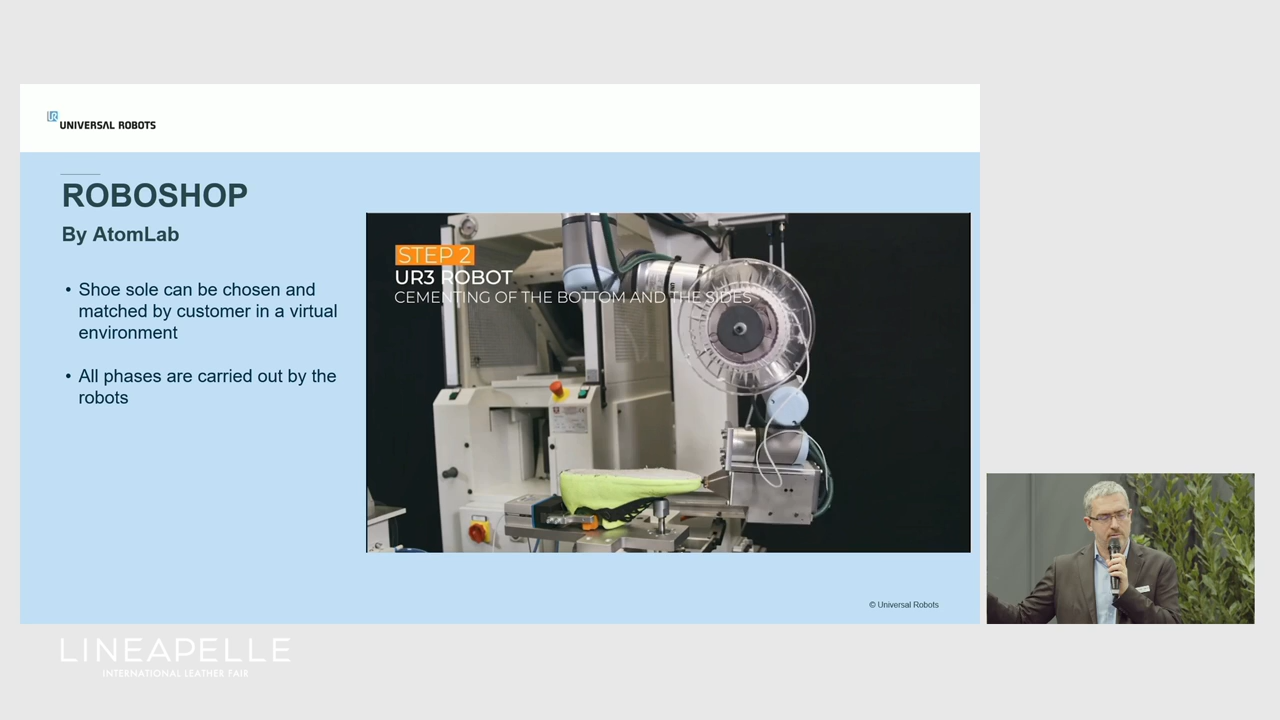 UR
UNIVERSAL ROBOTS
ROBOSHOP
By AtomLab
• Shoe sole can be chosen and
matched by customer in a virtual
environment
• All phases are carried out by the
robots
STEP 2
UR3 ROBOT
CEMENTING OF THE BOTTOM AND THE SIDES
© Universal Robots
LINEAPELLE
INTERNATIONAL LEATHER FAIR